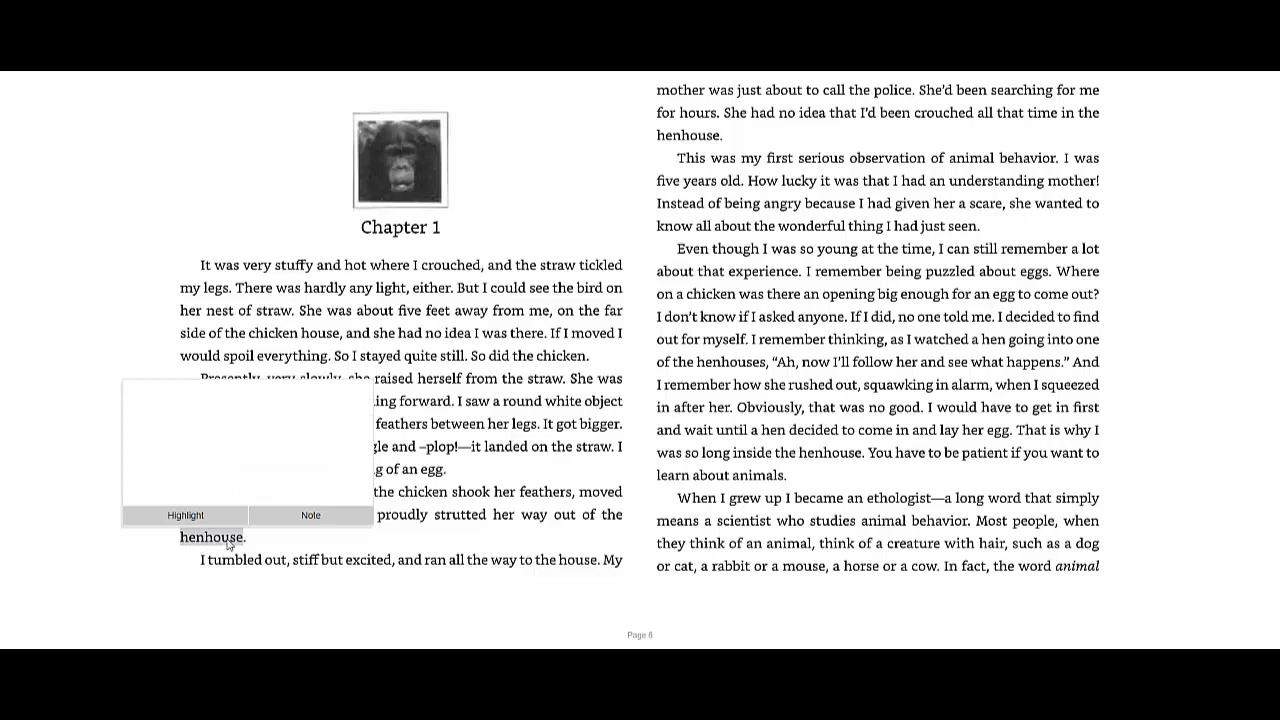 Chapter 1
It was very stuffy and hot where I crouched, and the straw tickled
my legs. There was hardly any light, either. But I could see the bird on
her nest of straw. She was about five feet away from me, on the far
side of the chicken house, and she had no idea I was there. If I moved I
would spoil everything. So I stayed quite still. So did the chicken.
Presently, very slowly, she raised herself from the straw. She was
forward. I saw a round white object
feathers between her legs. It got bigger.
and –plop!—it landed on the straw. I
of an egg.
the chicken shook her feathers, moved
proudly strutted her way out of the
henhouse.
I tumbled out, stiff but excited, and ran all the way to the house. My
Highlight
Note
mother was just about to call the police. She'd been searching for me
for hours. She had no idea that I'd been crouched all that time in the
henhouse.
This was my first serious observation of animal behavior. I was
five years old. How lucky it was that I had an understanding mother!
Instead of being angry because I had given her a scare, she wanted to
know all about the wonderful thing I had just seen.
Even though I was so young at the time, I can still remember a lot
about that experience. I remember being puzzled about eggs. Where
on a chicken was there an opening big enough for an egg to come out?
I don't know if I asked anyone. If I did, no one told me. I decided to find
out for myself. I remember thinking, as I watched a hen going into one
of the henhouses, “Ah, now I'll follow her and see what happens.” And
I remember how she rushed out, squawking in alarm, when I squeezed
in after her. Obviously, that was no good. I would have to get in first
and wait until a hen decided to come in and lay her egg. That is why I
was so long inside the henhouse. You have to be patient if you want to
learn about animals.
When I grew up I became an ethologist—a long word that simply
means a scientist who studies animal behavior. Most people, when
they think of an animal, think of a creature with hair, such as a dog
or cat, a rabbit or a mouse, a horse or a cow. In fact, the word animal
Page 6